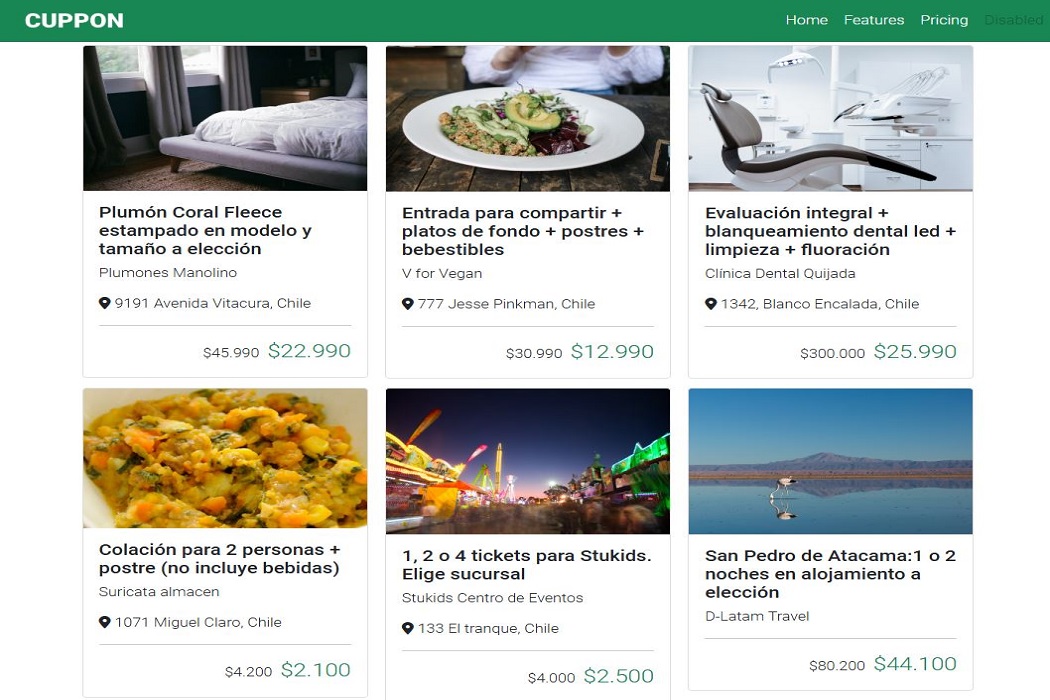 CUPPON
Home Features Pricing Disabled
Plumón Coral Fleece
estampado en modelo y
tamaño a elección
Plumones Manolino
9191 Avenida Vitacura, Chile
$45.990 $22.990
Entrada para compartir +
platos de fondo + postres +
bebestibles
V for Vegan
777 Jesse Pinkman, Chile
$30.990 $12.990
Evaluación integral +
blanqueamiento dental led +
limpieza + fluoración
Clínica Dental Quijada
1342, Blanco Encalada, Chile
$300.000 $25.990
Colación para 2 personas +
postre (no incluye bebidas)
Suricata almacen
1071 Miguel Claro, Chile
$4.200 $2.100
1, 2 o 4 tickets para Stukids.
Elige sucursal
Stukids Centro de Eventos
133 El tranque, Chile
$4.000 $2.500
San Pedro de Atacama:1 o 2
noches en alojamiento a
elección
D-Latam Travel
$80.200 $44.100